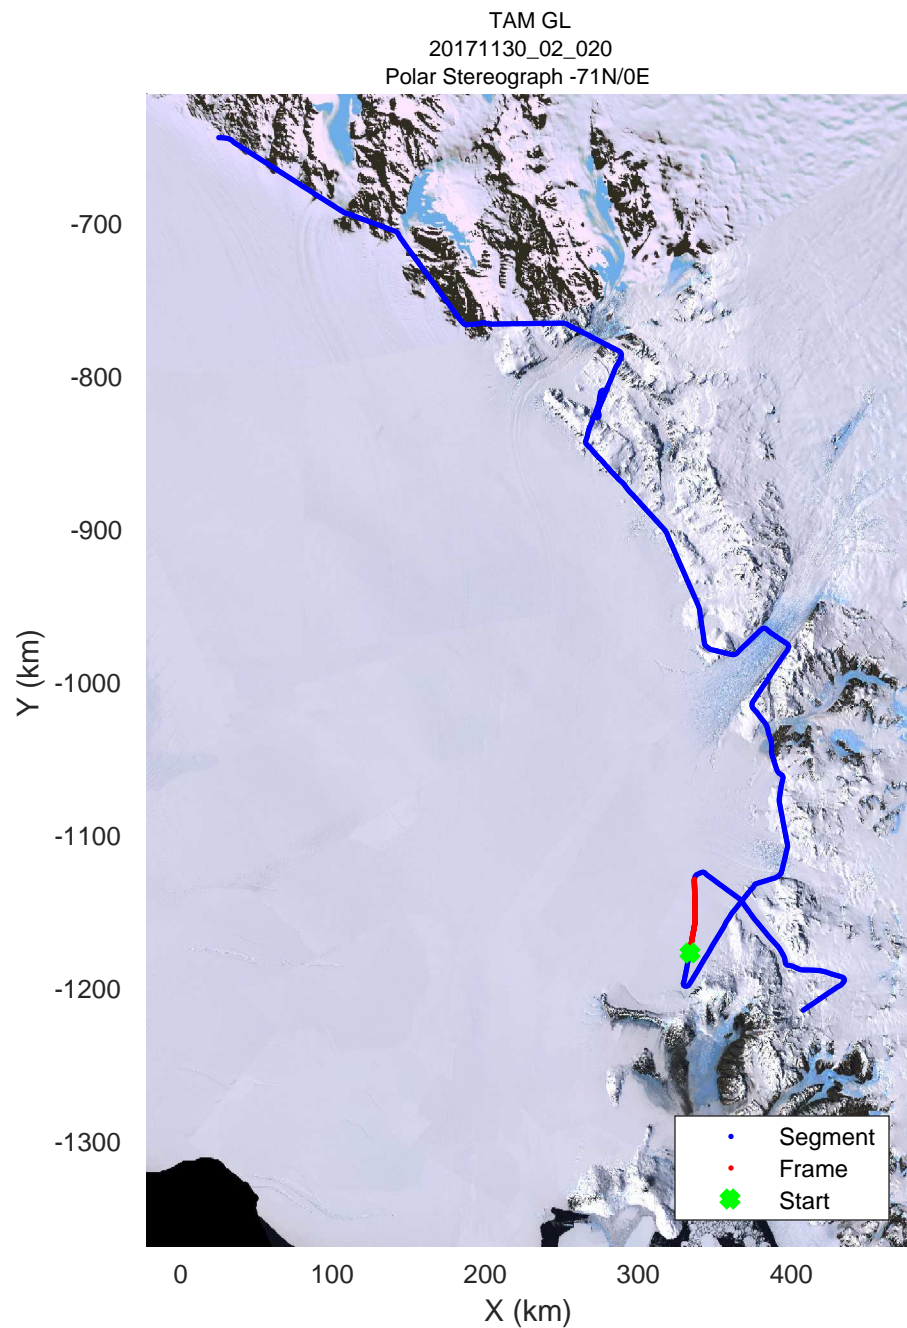 TAM GL
20171130_02_020
Polar Stereograph -71N/0E
-700
-800
-900
-1000
-1100
-1200
-1300
Y (km)
0 100 200 300 400
X (km)
Segment
Frame
Start